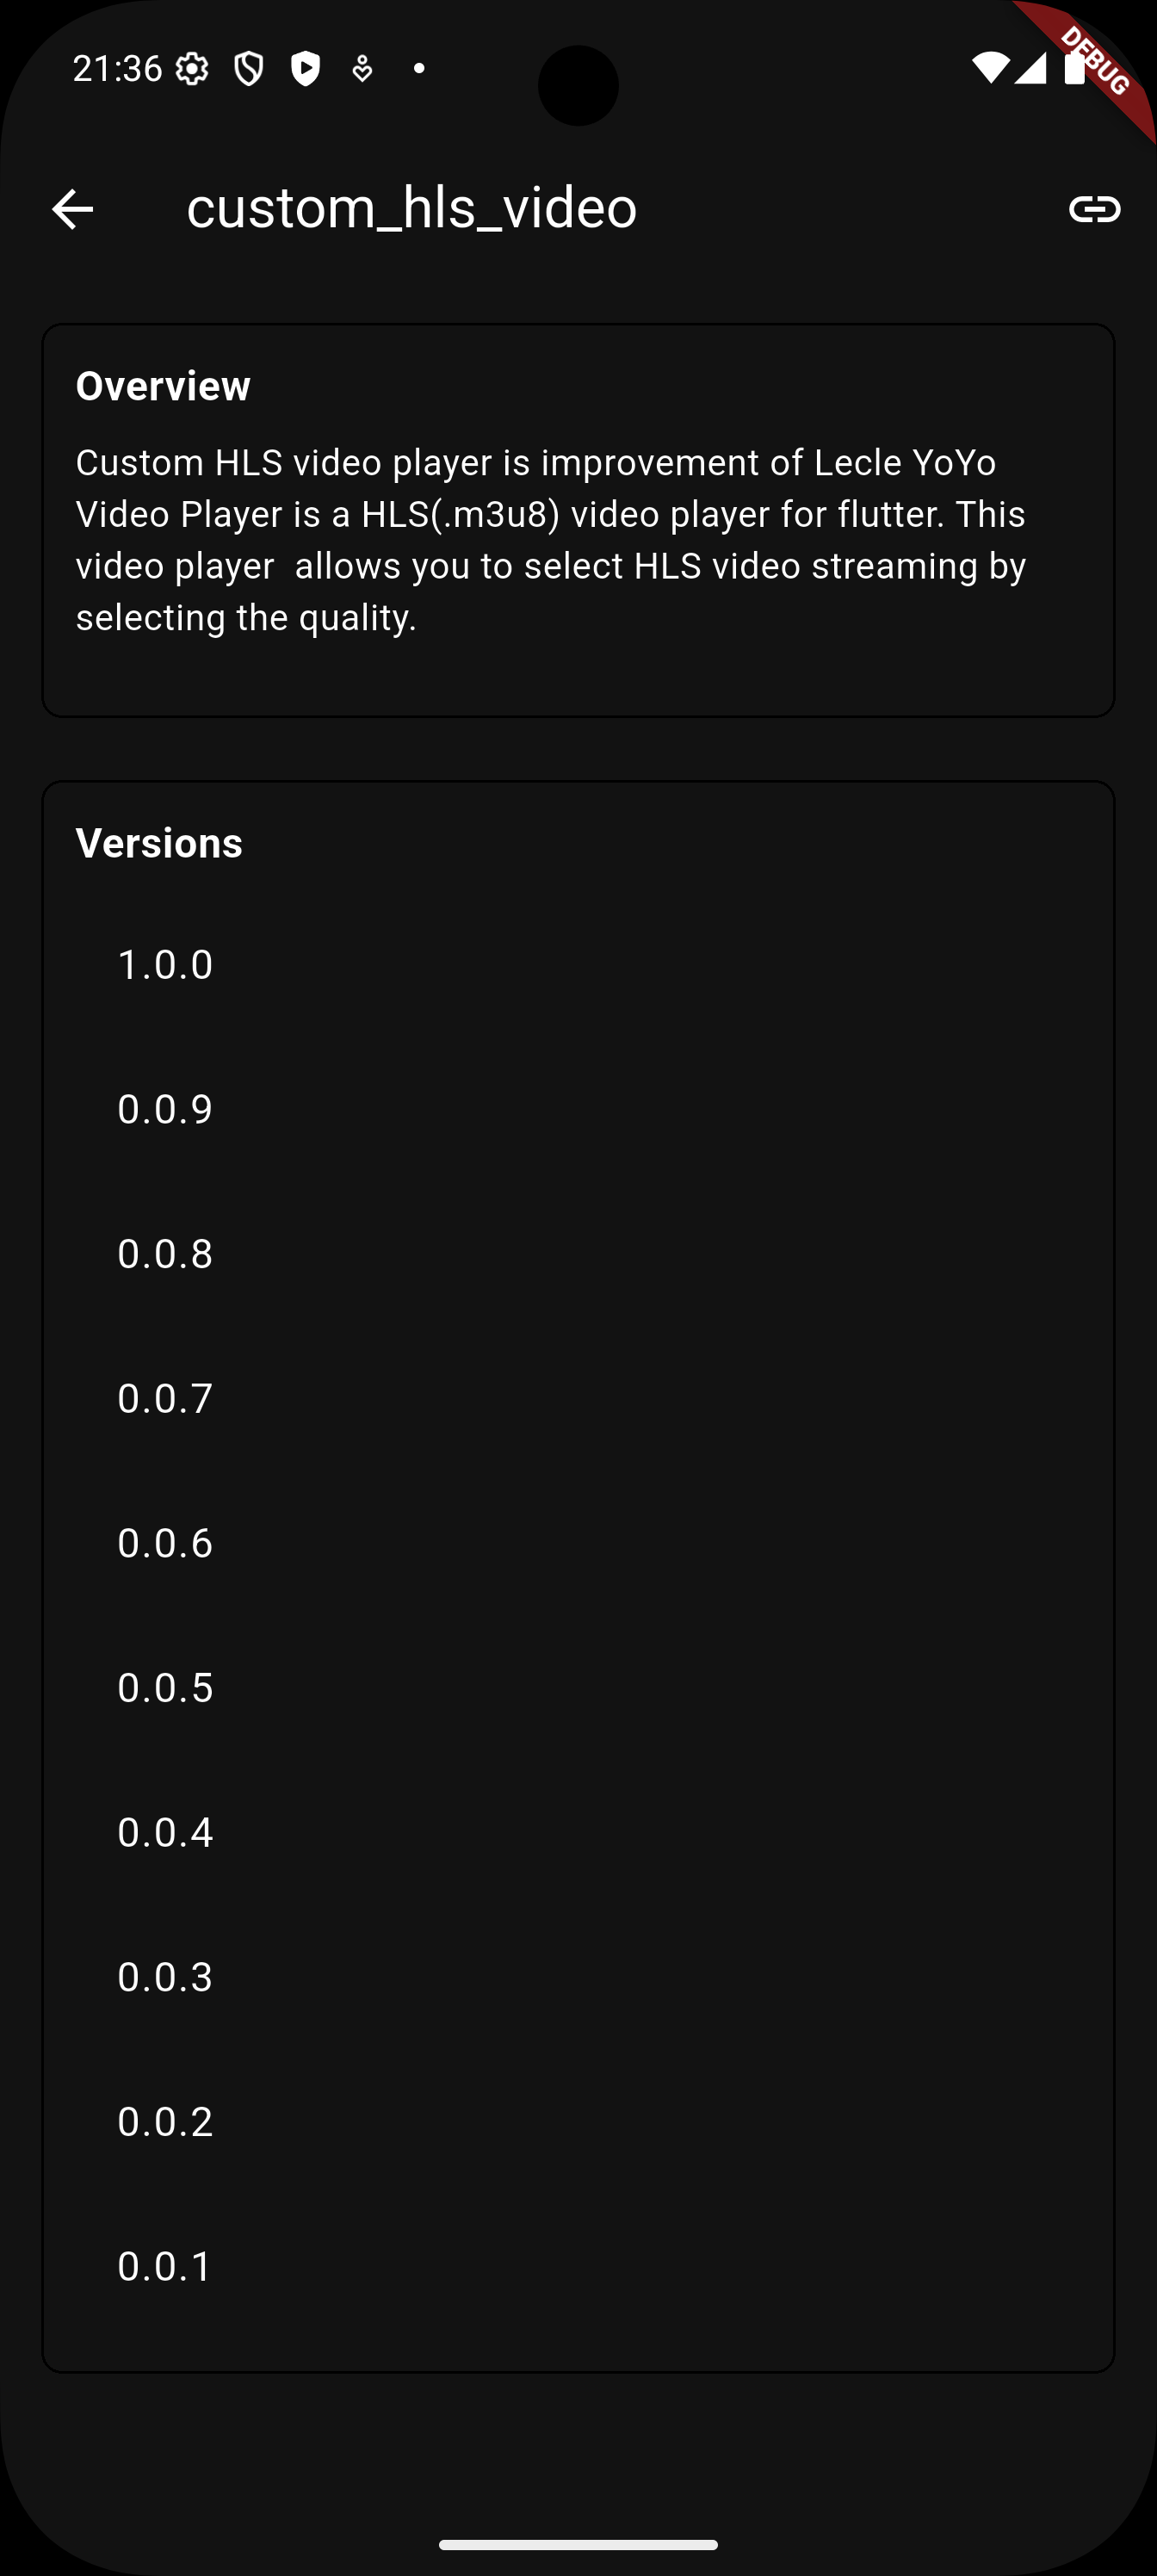 21:36
DEBUG
custom_hls_video
Overview
Custom HLS video player is improvement of Lecle YoYo
Video Player is a HLS(.m3u8) video player for flutter. This
video player  allows you to select HLS video streaming by
selecting the quality.
Versions
1.0.0
0.0.9
0.0.8
0.0.7
0.0.6
0.0.5
0.0.4
0.0.3
0.0.2
0.0.1